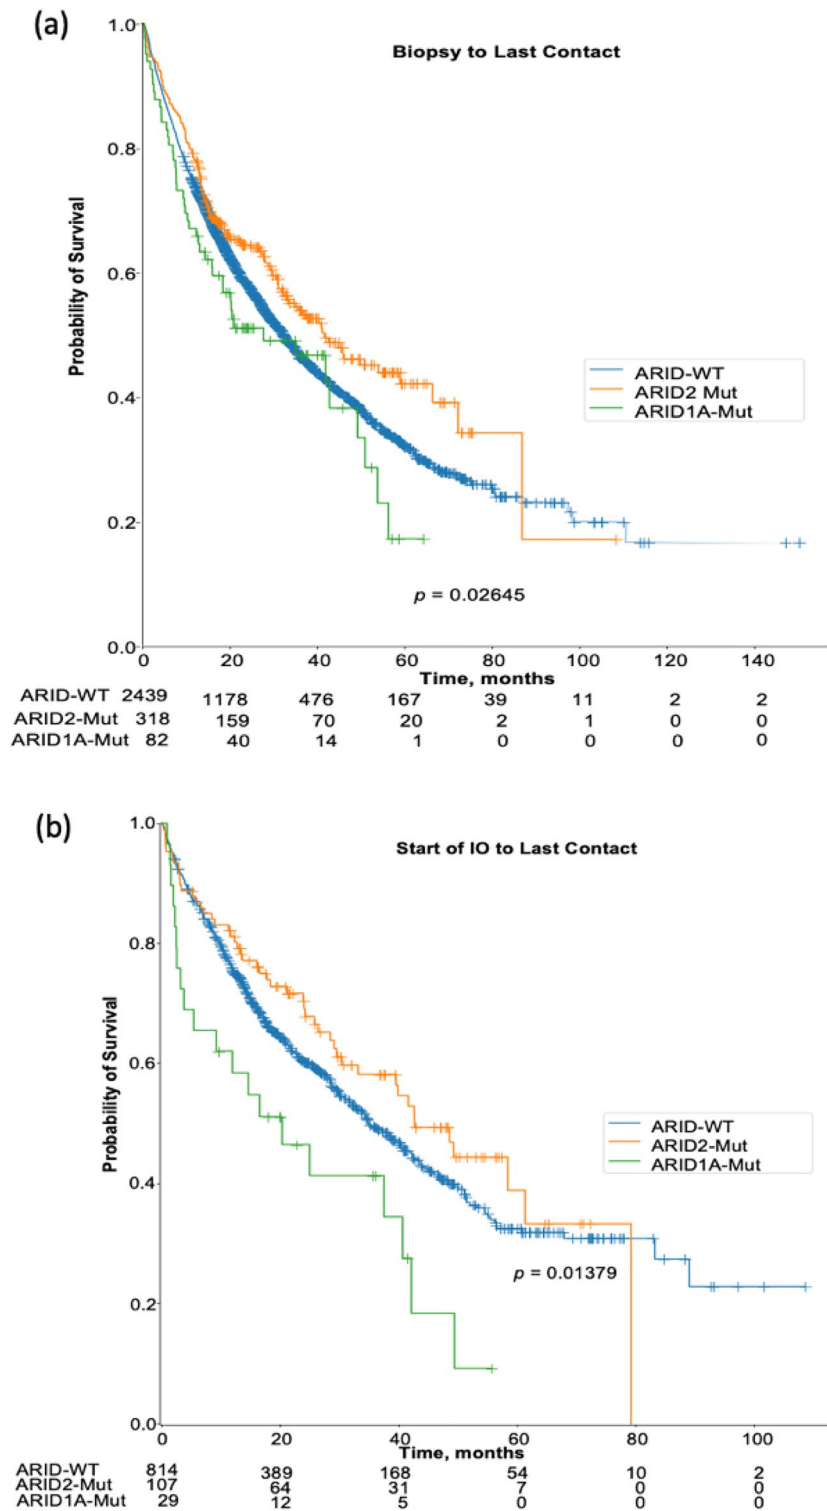 (a)
Biopsy to Last Contact
Probability of Survival
1.0
0.8
0.6
0.4
0.2
0.0
ARID-WT
ARID2 Mut
ARID1A-Mut
p = 0.02645
0 20 40 60 80 100 120 140
Time, months
ARID-WT 2439 1178 476 167 39 11 2 2
ARID2-Mut 318 159 70 20 2 1 0 0
ARID1A-Mut 82 40 14 1 0 0 0 0
(b)
Start of IO to Last Contact
Probability of Survival
1.0
0.8
0.6
0.4
0.2
0.0
ARID-WT
ARID2-Mut
ARID1A-Mut
p = 0.01379
0 20 40 60 80 100
Time, months
ARID-WT 814 389 168 54 10 2
ARID2-Mut 107 64 31 7 0 0
ARID1A-Mut 29 12 5 0 0 0